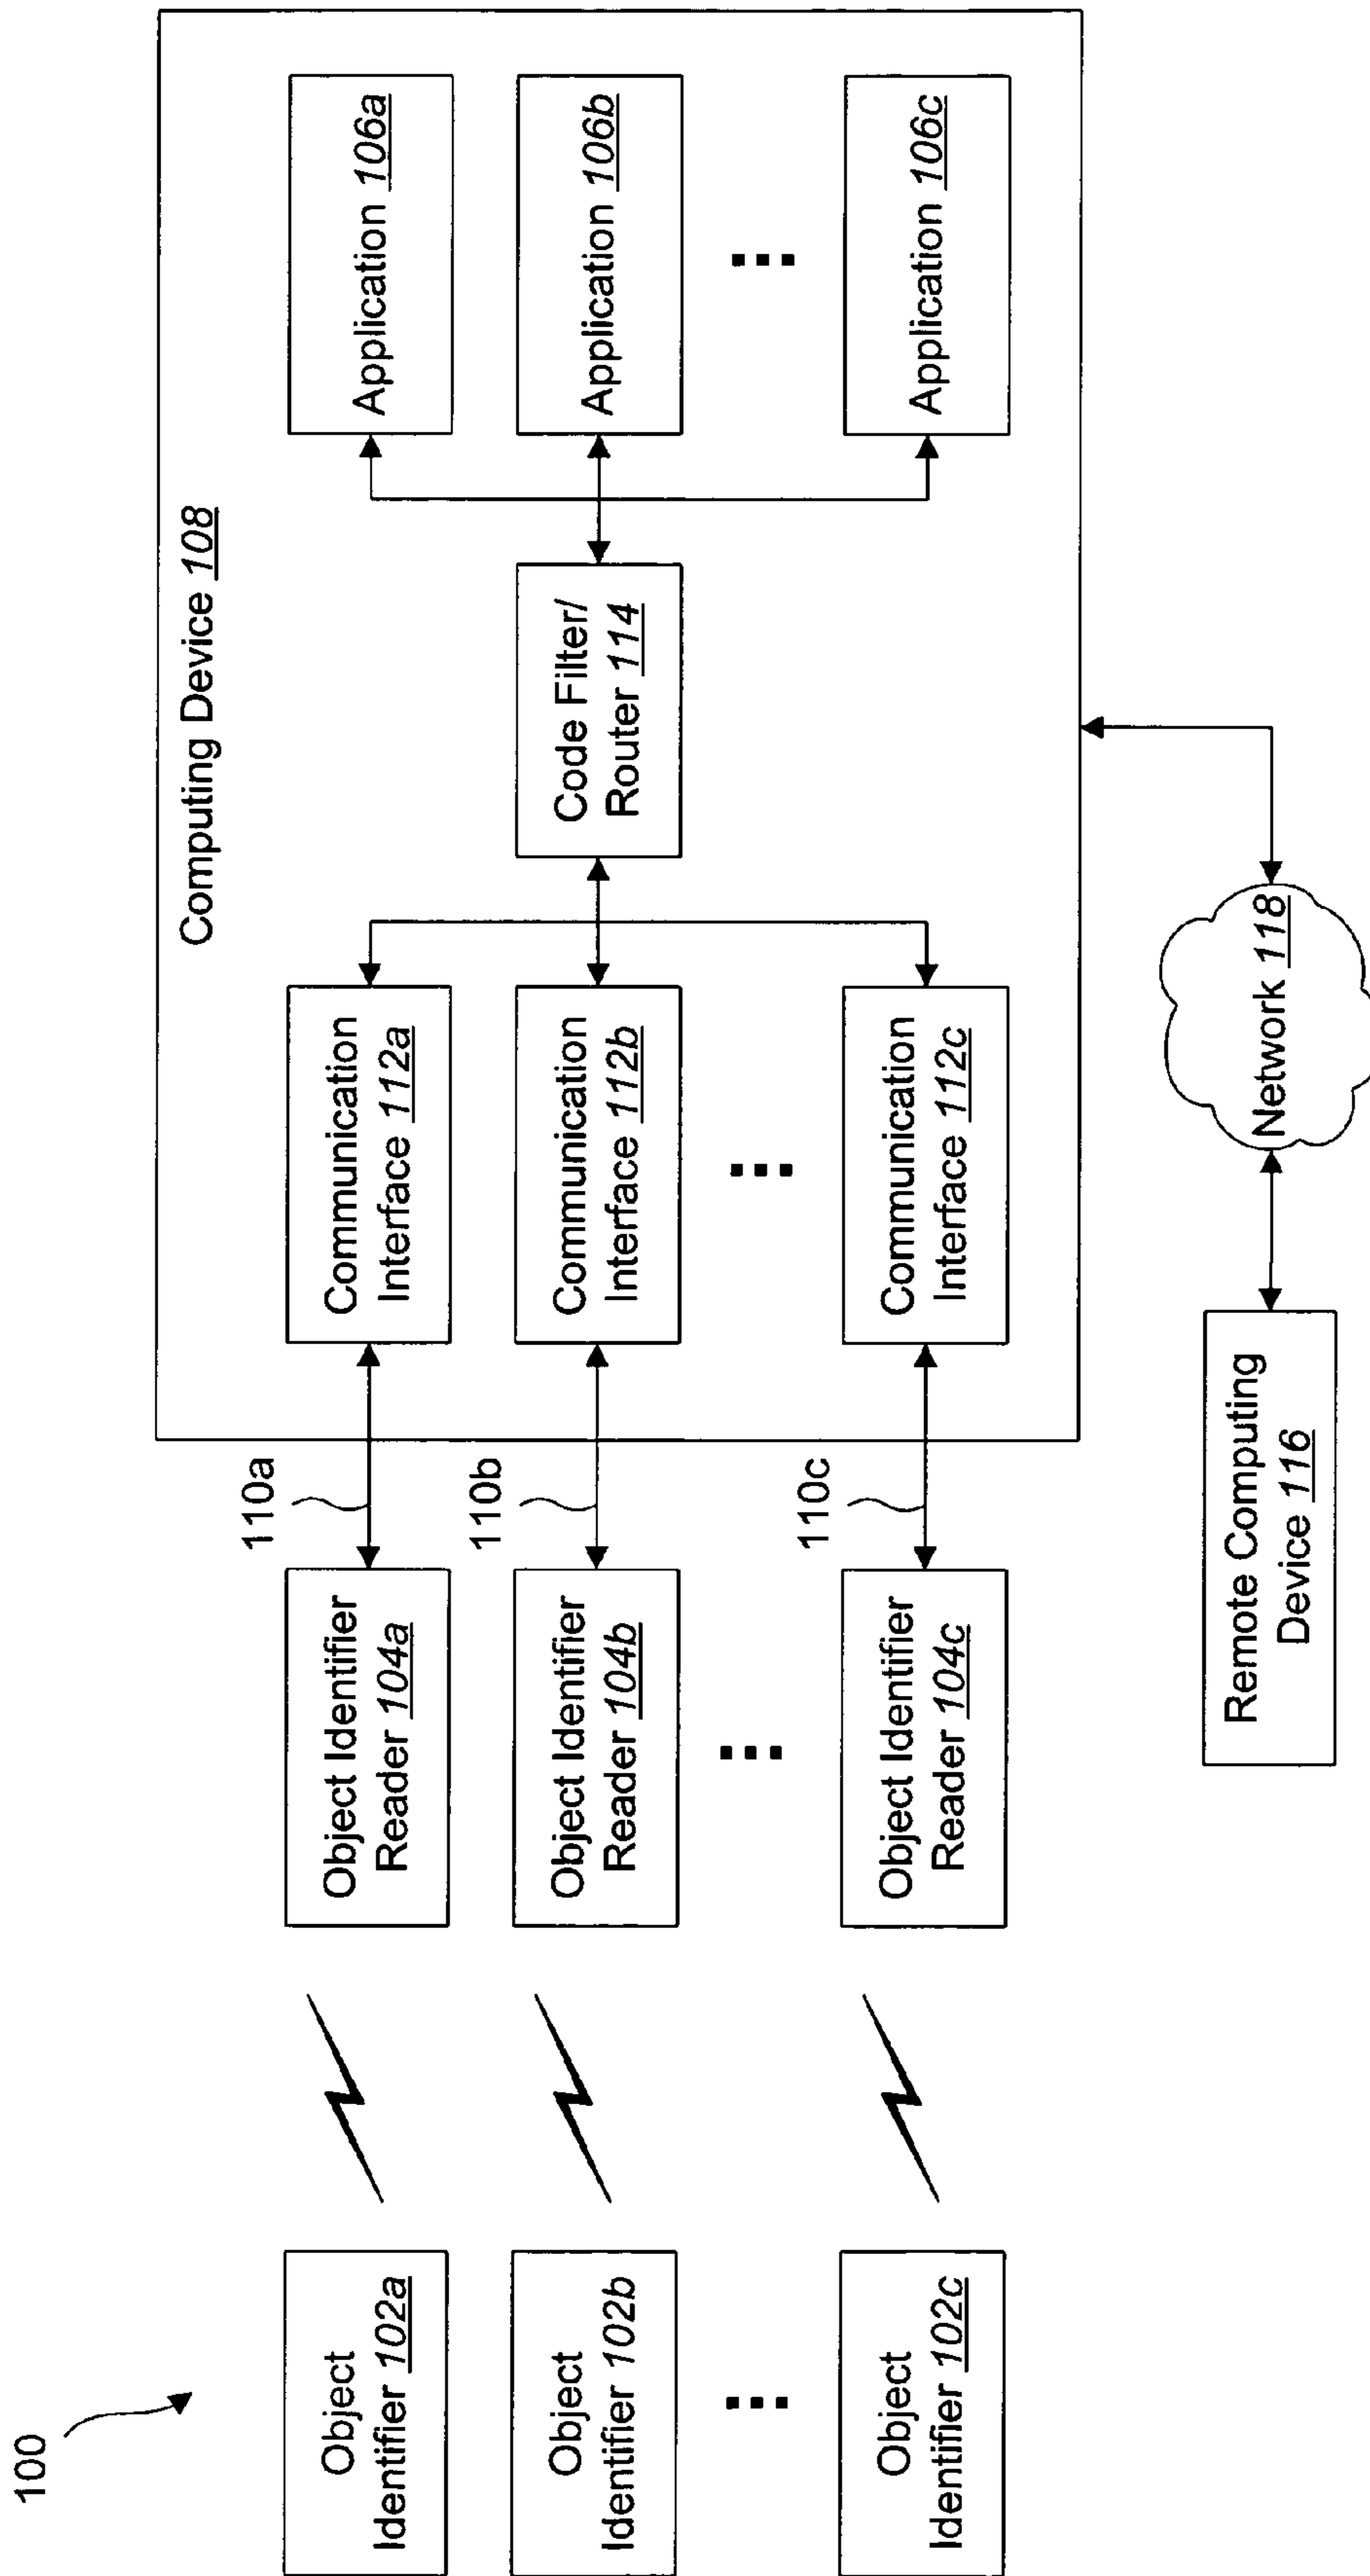 100
Computing Device 108
Object
Identifier 102a
Object Identifier
Reader 104a
110a
Communication
Interface 112a
Application 106a
Object
Identifier 102b
Object Identifier
Reader 104b
110b
Communication
Interface 112b
Code Filter/
Router 114
Application 106b
Object
Identifier 102c
Object Identifier
Reader 104c
110c
Communication
Interface 112c
Application 106c
Remote Computing
Device 116
Network 118